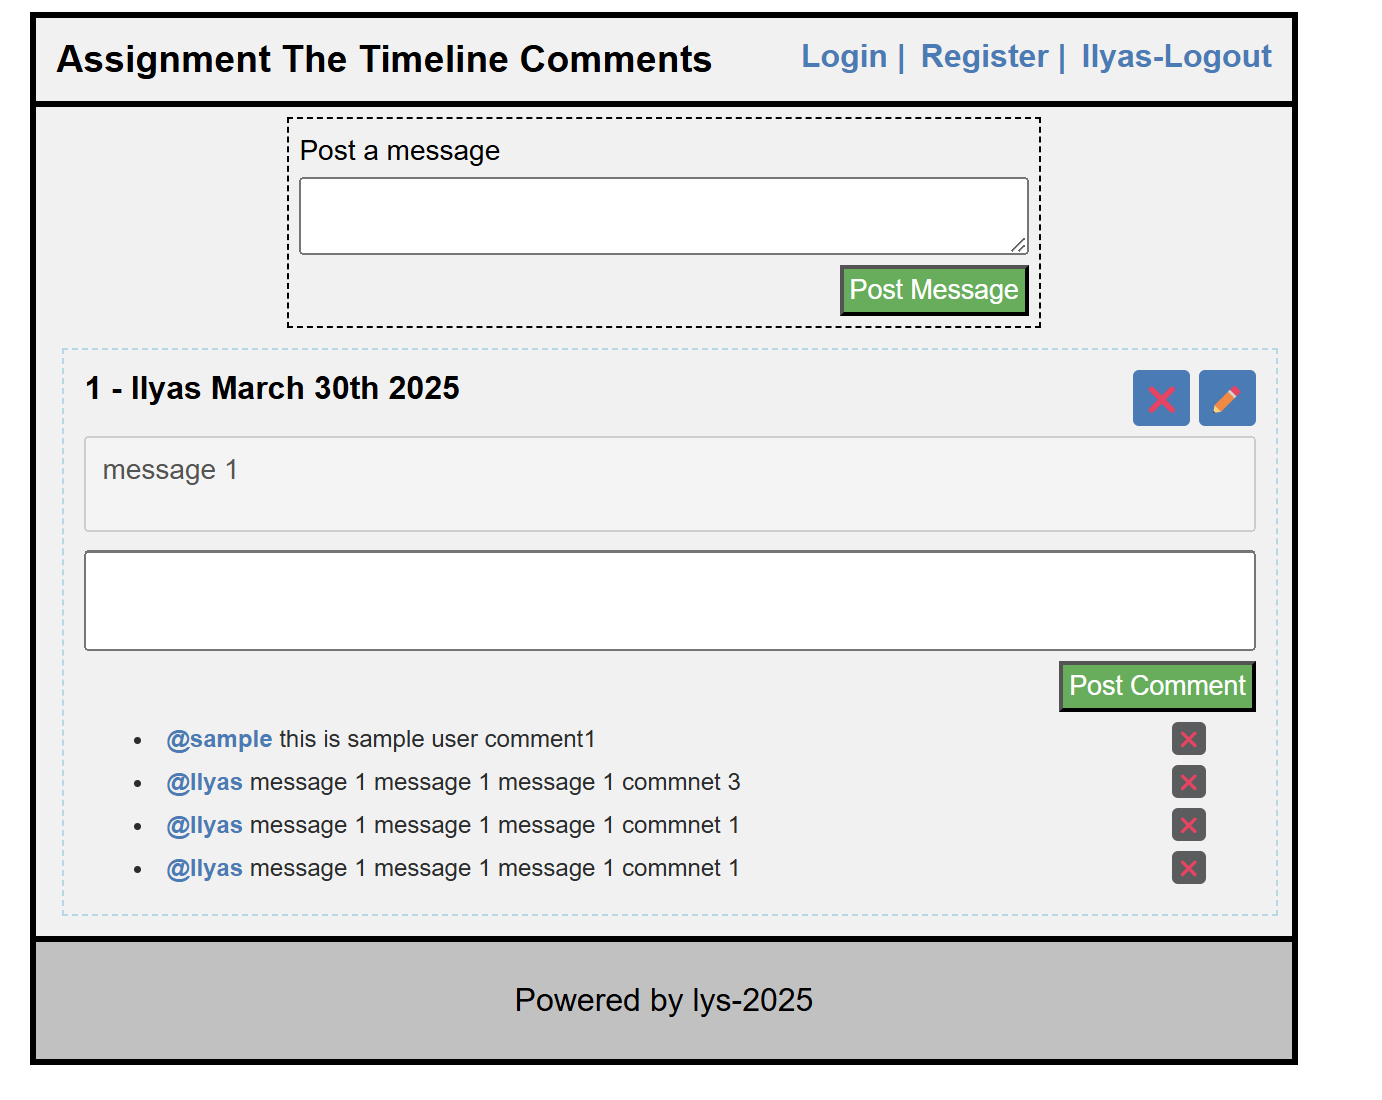 Assignment The Timeline Comments
Login | Register | Ilyas-Logout
Post a message
Post Message
1 - Ilyas March 30th 2025
message 1
Post Comment
@sample this is sample user comment1
@Ilyas message 1 message 1 message 1 commnet 3
@Ilyas message 1 message 1 message 1 commnet 1
@Ilyas message 1 message 1 message 1 commnet 1
Powered by Iys-2025